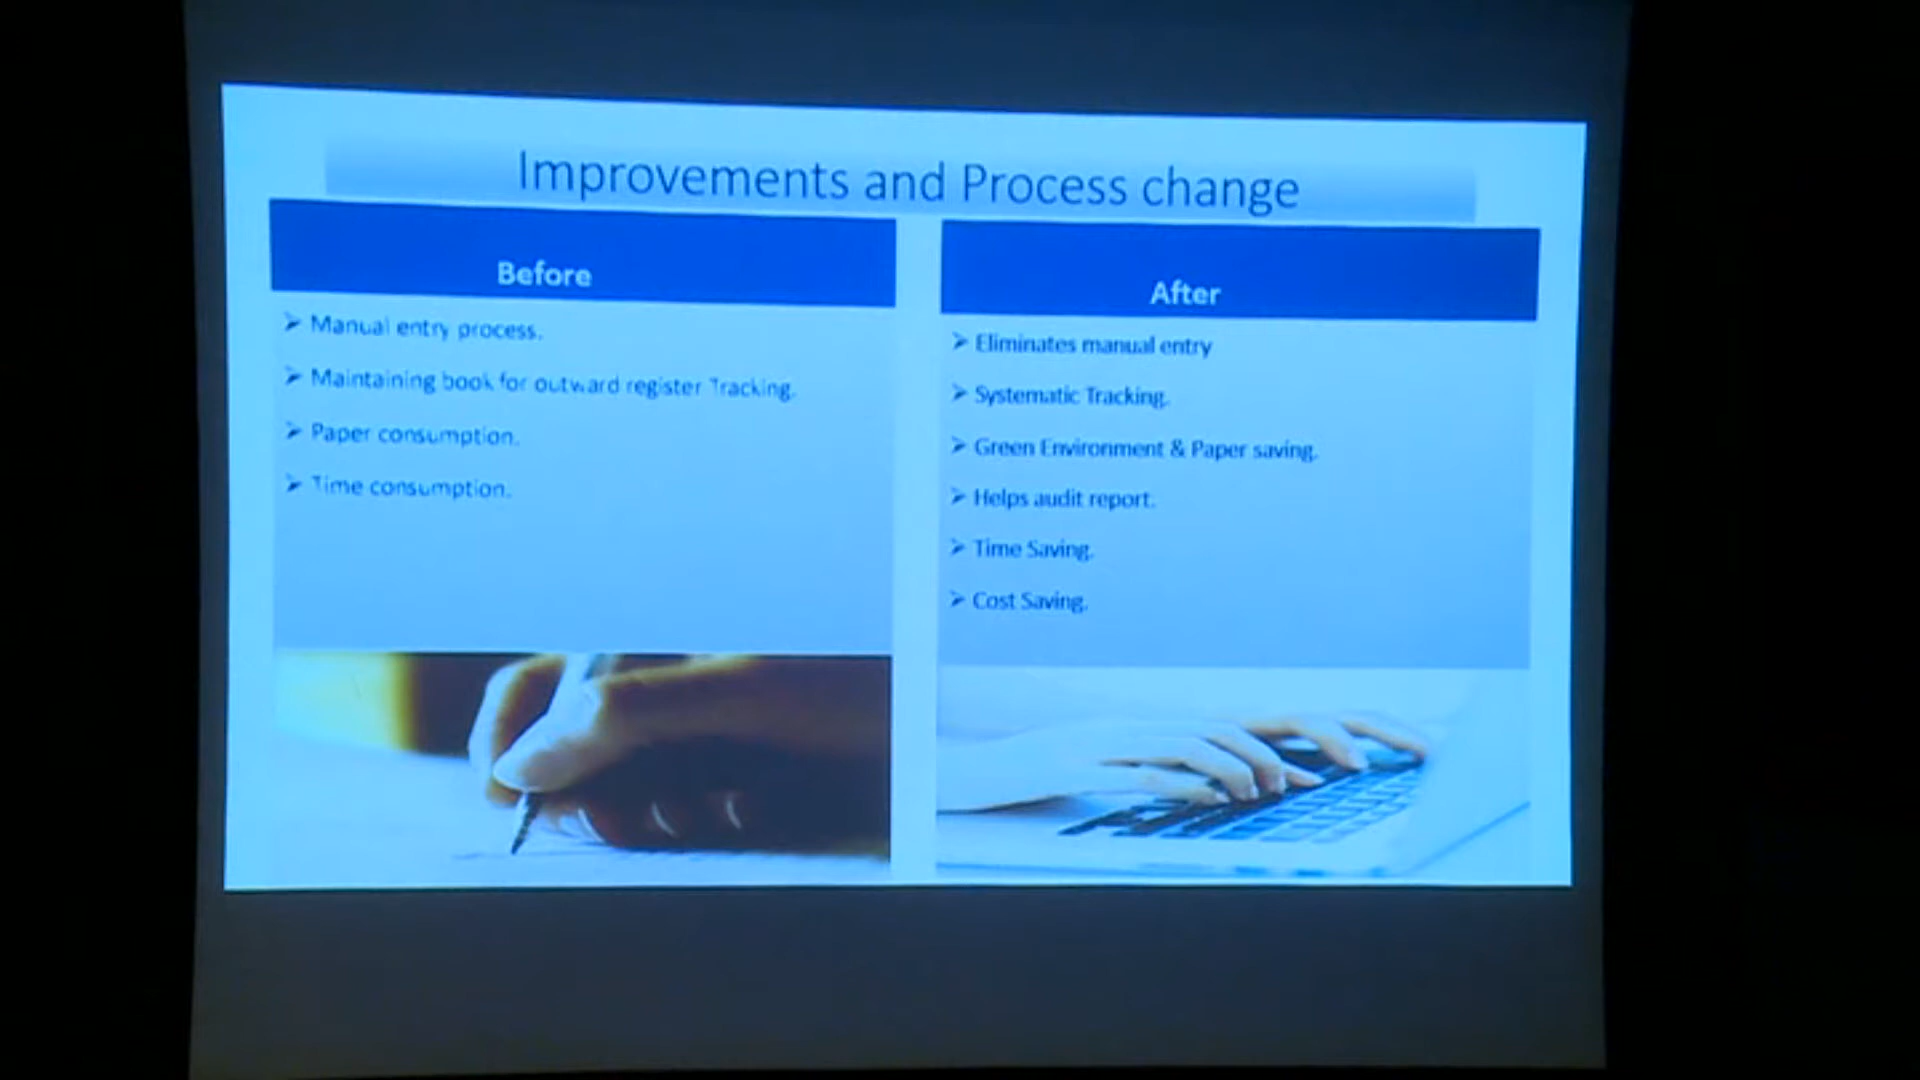 Improvements and Process change
Before
➢ Manual entry process.
➢ Maintaining book for outward register Tracking.
➢ Paper consumption.
➢ Time consumption.
After
➢ Eliminates manual entry
➢ Systematic Tracking.
➢ Green Environment & Paper saving.
➢ Helps audit report.
➢ Time Saving.
➢ Cost Saving.